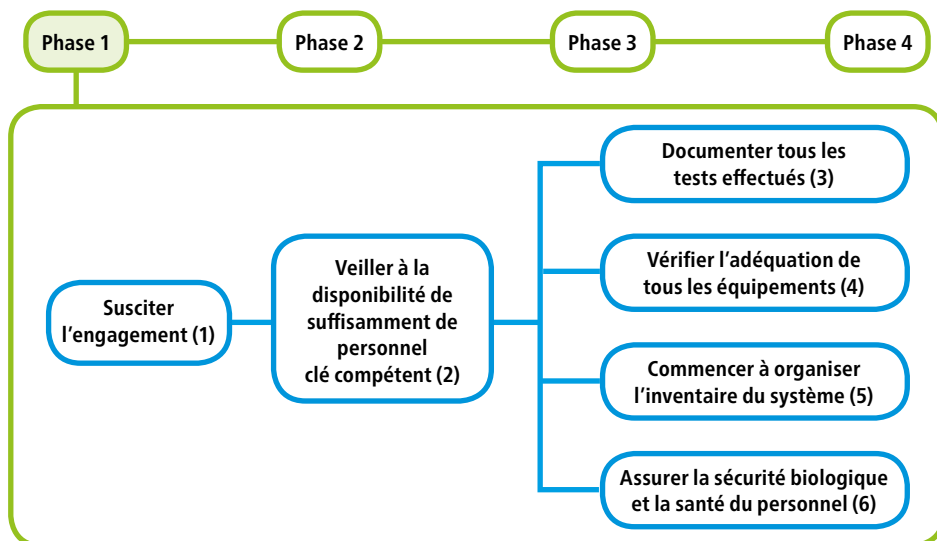 Phase 1
Phase 2
Phase 3
Phase 4
Susciter
l’engagement (1)
Veiller à la
disponibilité de
suffisamment de
personnel
clé compétent (2)
Documenter tous les
tests effectués (3)
Vérifier l’adéquation de
tous les équipements (4)
Commencer à organiser
l’inventaire du système (5)
Assurer la sécurité biologique
et la santé du personnel (6)